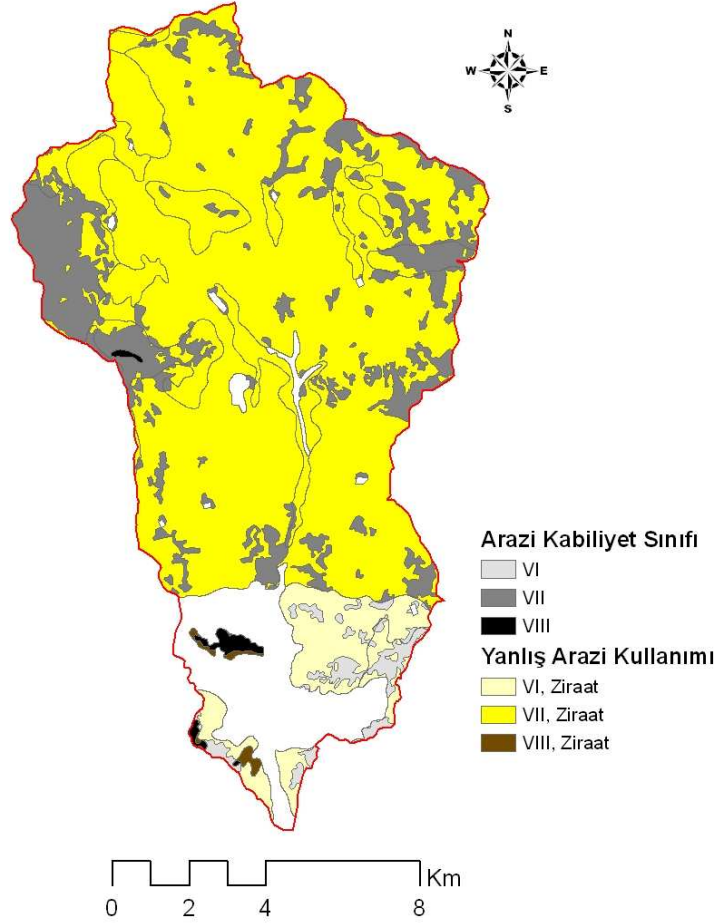 N
W E
S
Arazi Kabiliyet Sınıfı
VI
VII
VIII
Yanlış Arazi Kullanımı
VI, Ziraat
VII, Ziraat
VIII, Ziraat
Km
0 2 4 8